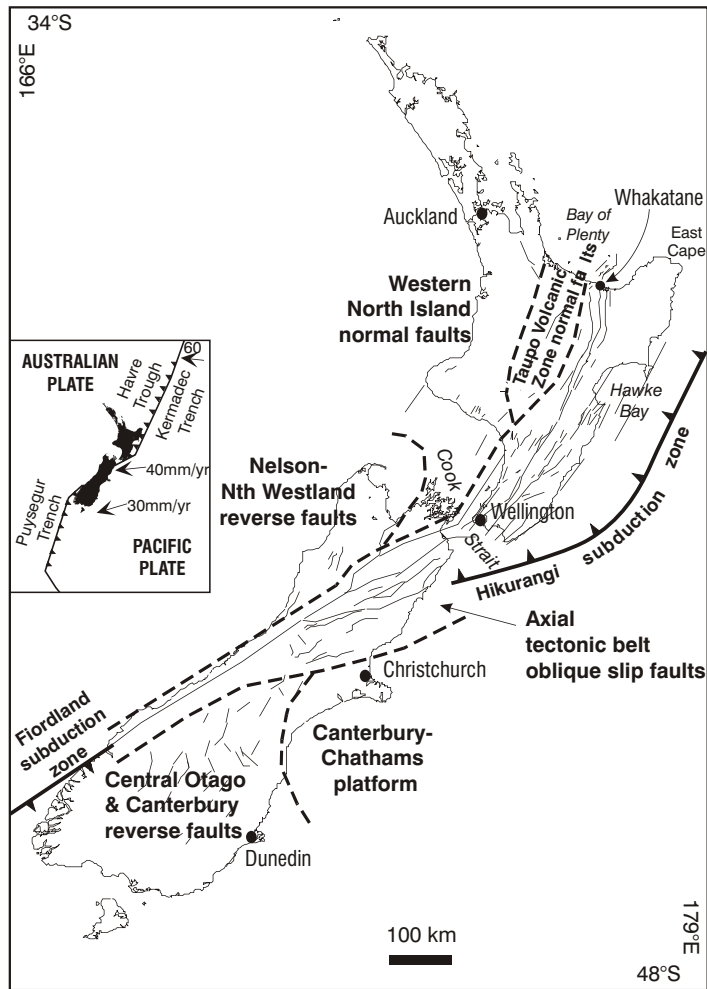 34°S
166°E
Auckland
Bay of
Plenty
Whakatane
East
Cape
Western
North Island
normal faults
Taupo Volcanic
Zone normal fa lts
Hawke
Bay
AUSTRALIAN
PLATE
Havre
Trough
Kermadec
Trench
60
40mm/yr
30mm/yr
Puysegur
Trench
PACIFIC
PLATE
Nelson-
Nth Westland
reverse faults
Cook
Strait
Wellington
Hikurangi subduction zone
Axial
tectonic belt
oblique slip faults
Christchurch
Fiordland
subduction
zone
Canterbury-
Chathams
platform
Central Otago
& Canterbury
reverse faults
Dunedin
100 km
179°E
48°S